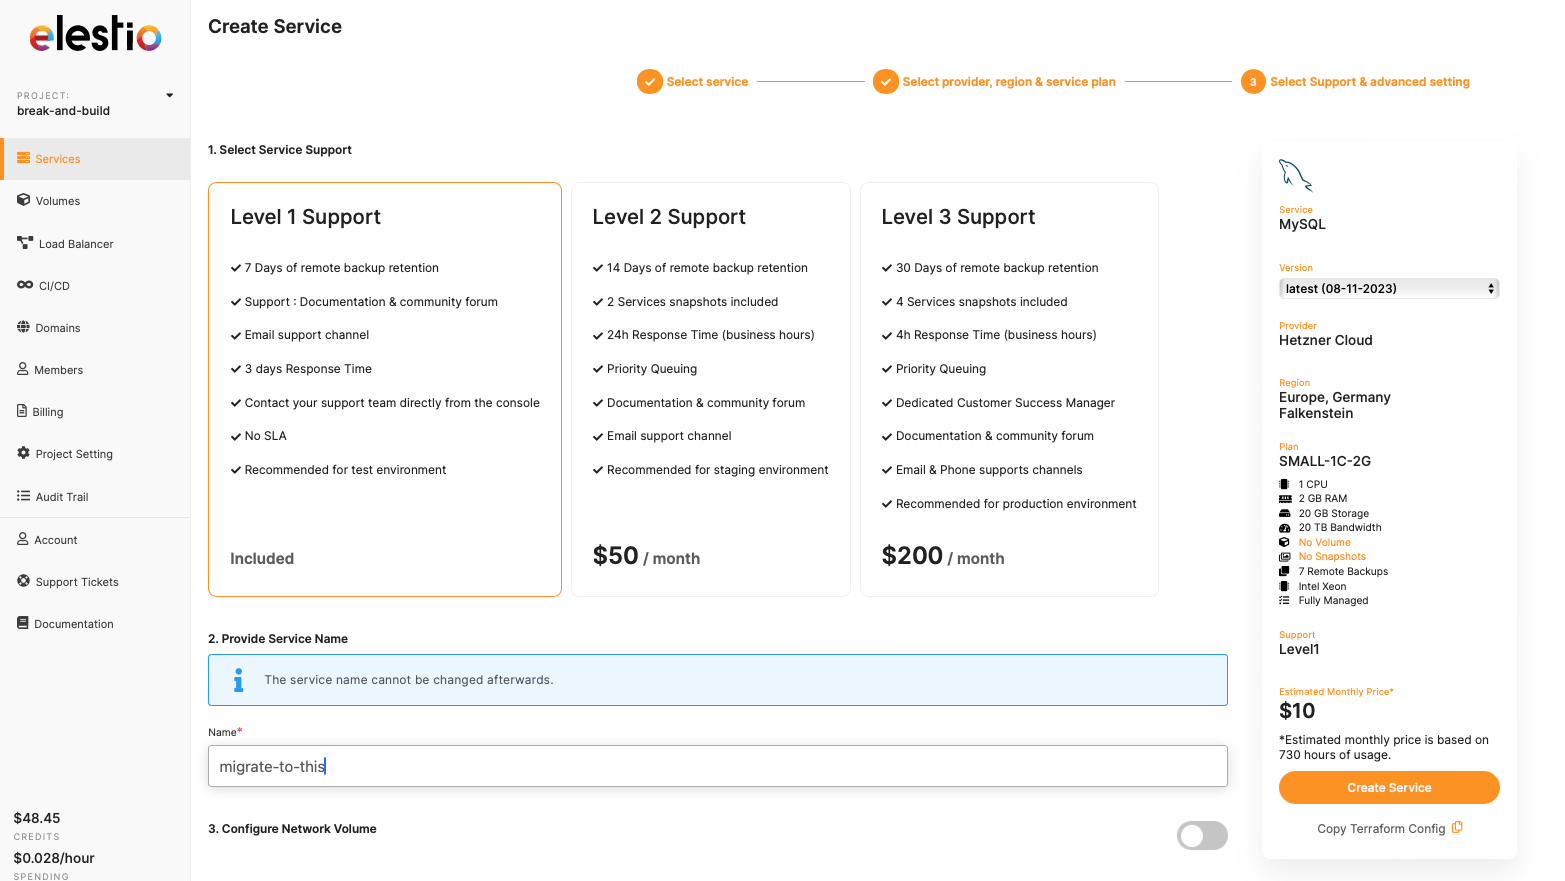 elestio
PROJECT:
break-and-build
Services
Volumes
Load Balancer
CI/CD
Domains
Members
Billing
Project Setting
Audit Trail
Account
Support Tickets
Documentation
$48.45
CREDITS
$0.028/hour
SPENDING
Create Service
Select service
Select provider, region & service plan
3 Select Support & advanced setting
1. Select Service Support
Level 1 Support
7 Days of remote backup retention
Support : Documentation & community forum
Email support channel
3 days Response Time
Contact your support team directly from the console
No SLA
Recommended for test environment
Included
Level 2 Support
14 Days of remote backup retention
2 Services snapshots included
24h Response Time (business hours)
Priority Queuing
Documentation & community forum
Email support channel
Recommended for staging environment
$50 / month
Level 3 Support
30 Days of remote backup retention
4 Services snapshots included
4h Response Time (business hours)
Priority Queuing
Dedicated Customer Success Manager
Documentation & community forum
Email & Phone supports channels
Recommended for production environment
$200 / month
2. Provide Service Name
The service name cannot be changed afterwards.
Name*
migrate-to-this
3. Configure Network Volume
Service
MySQL
Version
latest (08-11-2023)
Provider
Hetzner Cloud
Region
Europe, Germany
Falkenstein
Plan
SMALL-1C-2G
1 CPU
2 GB RAM
20 GB Storage
20 TB Bandwidth
No Volume
No Snapshots
7 Remote Backups
Intel Xeon
Fully Managed
Support
Level1
Estimated Monthly Price*
$10
*Estimated monthly price is based on
730 hours of usage.
Create Service
Copy Terraform Config